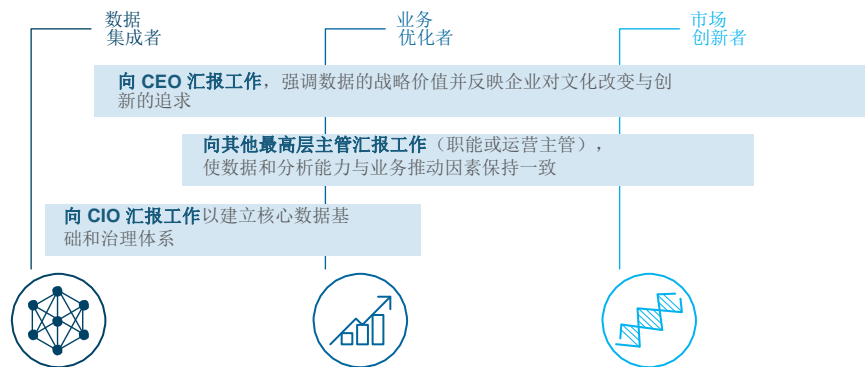 数据
集成者
业务
优化者
市场
创新者
向 CEO 汇报工作，强调数据的战略价值并反映企业对文化改变与创
新的追求
向其他最高层主管汇报工作（职能或运营主管），
使数据和分析能力与业务推动因素保持一致
向 CIO 汇报工作以建立核心数据基
础和治理体系